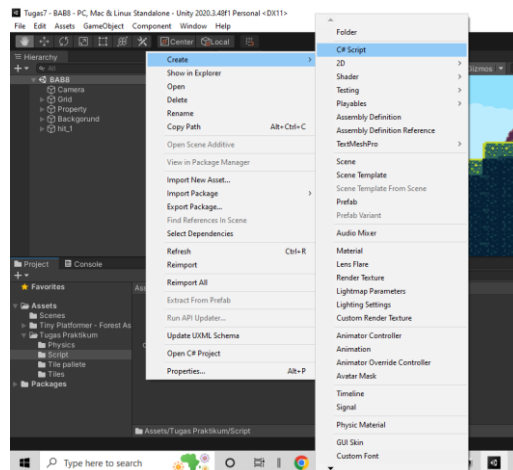 Tugas7 - BAB8 - PC, Mac & Linux Standalone - Unity 2020.3.48f1 Personal <DX11>
File Edit Assets GameObject Component Window Help
Center Local
Hierarchy
All
Gizmos
BAB8
Camera
Grid
Property
Backgorund
hit_1
Create
Show in Explorer
Open
Delete
Rename
Copy Path Alt+Ctrl+C
Open Scene Additive
View in Package Manager
Import New Asset...
Import Package
Export Package...
Find References In Scene
Select Dependencies
Refresh Ctrl+R
Reimport
Reimport All
Extract From Prefab
Run API Updater...
Update UXML Schema
Open C# Project
Properties... Alt+P
Folder
C# Script
2D
Shader
Testing
Playables
Assembly Definition
Assembly Definition Reference
TextMeshPro
Scene
Scene Template
Scene Template From Scene
Prefab
Prefab Variant
Audio Mixer
Material
Lens Flare
Render Texture
Lightmap Parameters
Lighting Settings
Custom Render Texture
Animator Controller
Animation
Animator Override Controller
Avatar Mask
Timeline
Signal
Physic Material
GUI Skin
Custom Font
Project Console
Favorites
Assets
Scenes
Tiny Platformer - Forest As
Tugas Praktikum
Physics
Script
Tile pallete
Tiles
Packages
Assets/Tugas Praktikum/Script
Type here to search